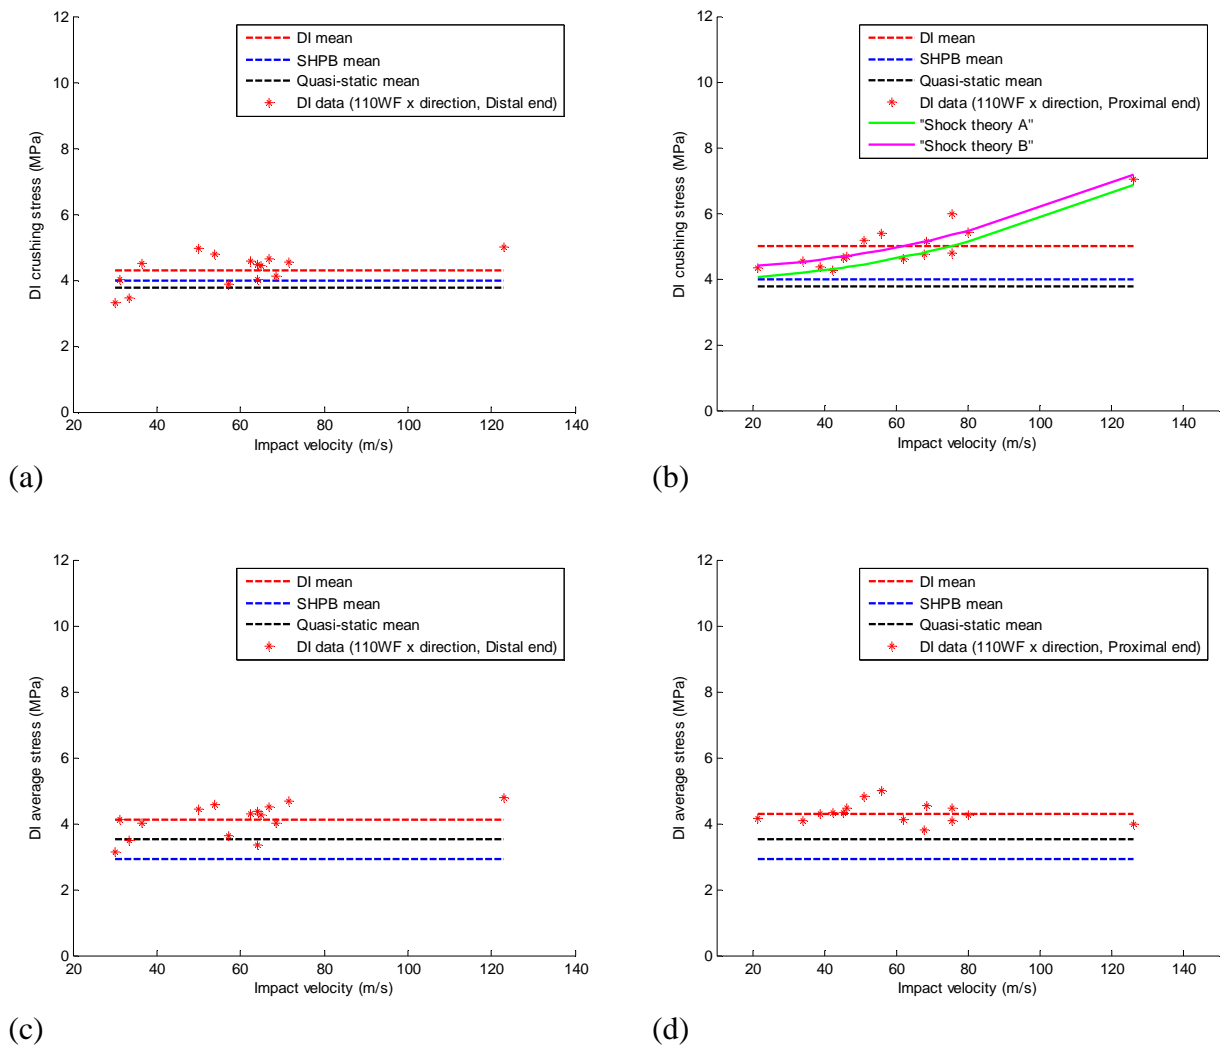 12
10
8
6
4
2
0
DI crushing stress (MPa)
DI mean
SHPB mean
Quasi-static mean
DI data (110WF x direction, Distal end)
20 40 60 80 100 120 140
Impact velocity (m/s)
(a)
12
10
8
6
4
2
0
DI crushing stress (MPa)
DI mean
SHPB mean
Quasi-static mean
DI data (110WF x direction, Proximal end)
"Shock theory A"
"Shock theory B"
20 40 60 80 100 120 140
Impact velocity (m/s)
(b)
12
10
8
6
4
2
0
DI average stress (MPa)
DI mean
SHPB mean
Quasi-static mean
DI data (110WF x direction, Distal end)
20 40 60 80 100 120 140
Impact velocity (m/s)
(c)
12
10
8
6
4
2
0
DI average stress (MPa)
DI mean
SHPB mean
Quasi-static mean
DI data (110WF x direction, Proximal end)
20 40 60 80 100 120 140
Impact velocity (m/s)
(d)